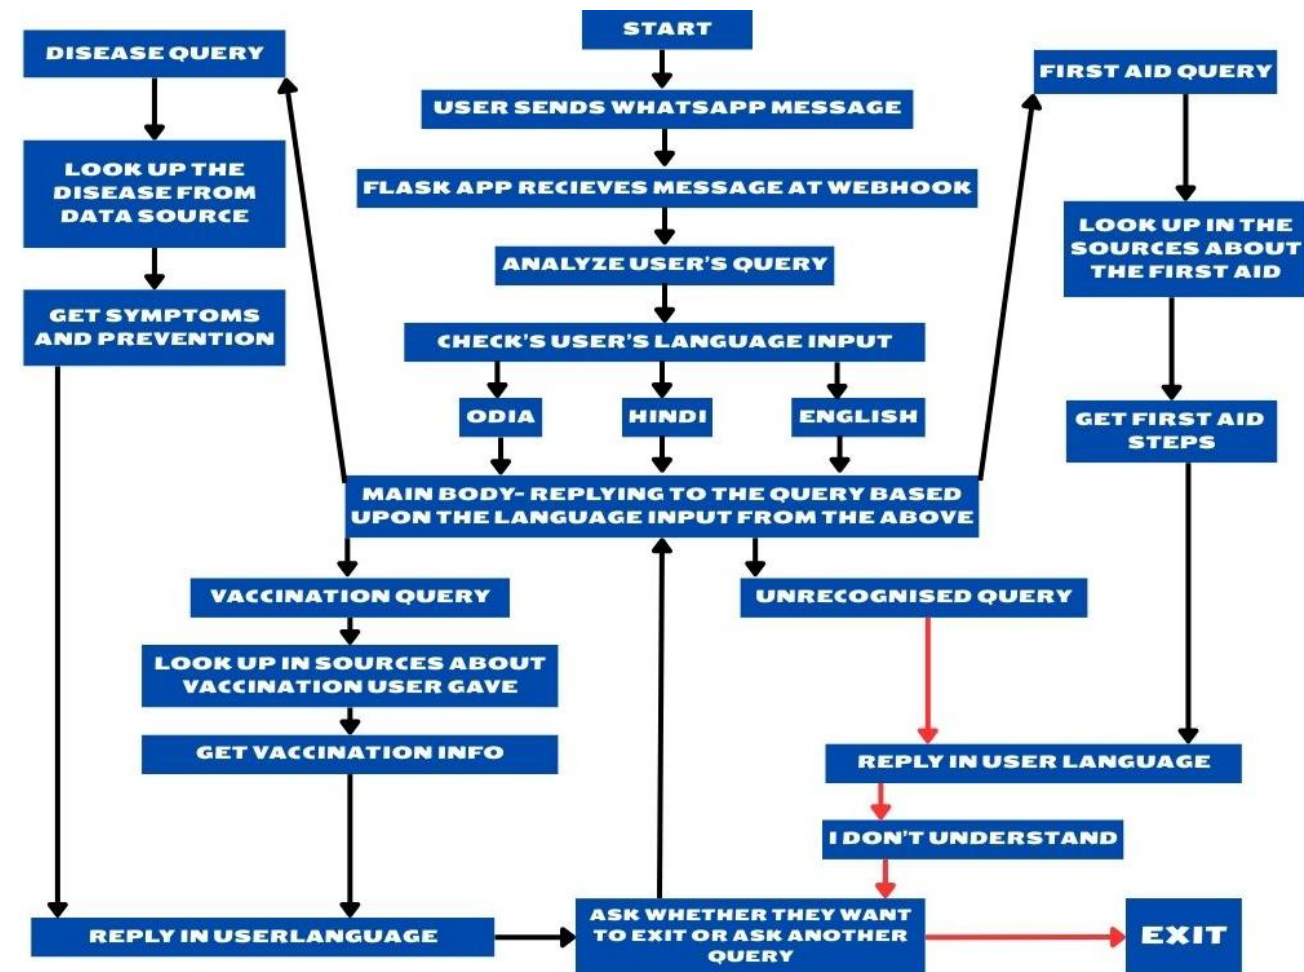 START
USER SENDS WHATSAPP MESSAGE
FLASK APP RECIEVES MESSAGE AT WEBHOOK
ANALYZE USER'S QUERY
CHECK'S USER'S LANGUAGE INPUT
ODIA
HINDI
ENGLISH
MAIN BODY- REPLYING TO THE QUERY BASED
UPON THE LANGUAGE INPUT FROM THE ABOVE
DISEASE QUERY
LOOK UP THE
DISEASE FROM
DATA SOURCE
GET SYMPTOMS
AND PREVENTION
VACCINATION QUERY
LOOK UP IN SOURCES ABOUT
VACCINATION USER GAVE
GET VACCINATION INFO
REPLY IN USERLANGUAGE
UNRECOGNISED QUERY
FIRST AID QUERY
LOOK UP IN THE
SOURCES ABOUT
THE FIRST AID
GET FIRST AID
STEPS
REPLY IN USER LANGUAGE
I DON'T UNDERSTAND
ASK WHETHER THEY WANT
TO EXIT OR ASK ANOTHER
QUERY
EXIT